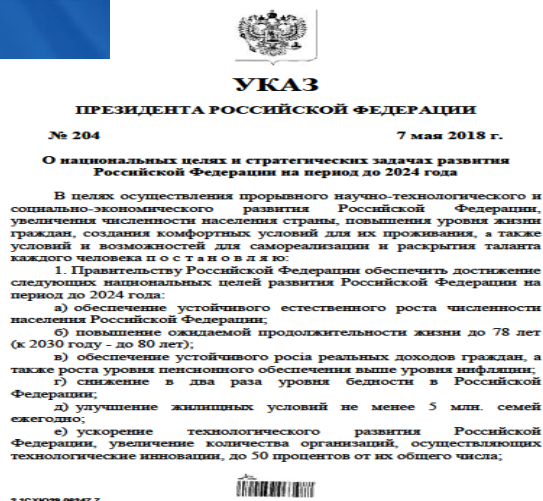 УКАЗ
ПРЕЗИДЕНТА РОССИЙСКОЙ ФЕДЕРАЦИИ
№ 204 7 мая 2018 г.
О национальных целях и стратегических задачах развития
Российской Федерации на период до 2024 года
В целях осуществления прорывного научно-технологического и
социально-экономического развития Российской Федерации,
увеличения численности населения страны, повышения уровня жизни
граждан, создания комфортных условий для их проживания, а также
условий и возможностей для самореализации и раскрытия таланта
каждого человека п о с т а н о в л я ю:
1. Правительству Российской Федерации обеспечить достижение
следующих национальных целей развития Российской Федерации на
период до 2024 года:
а) обеспечение устойчивого естественного роста численности
населения Российской Федерации;
б) повышение ожидаемой продолжительности жизни до 78 лет
(к 2030 году - до 80 лет);
в) обеспечение устойчивого росіа реальных доходов граждан, а
также роста уровня пенсионного обеспечения выше уровня инфляции;
г) снижение в два раза уровня бедности в Российской
Федерации;
д) улучшение жилищных условий не менее 5 млн. семей
ежегодно;
е) ускорение технологического развития Российской
Федерации, увеличение количества организаций, осуществляющих
технологические инновации, до 50 процентов от их общего числа;